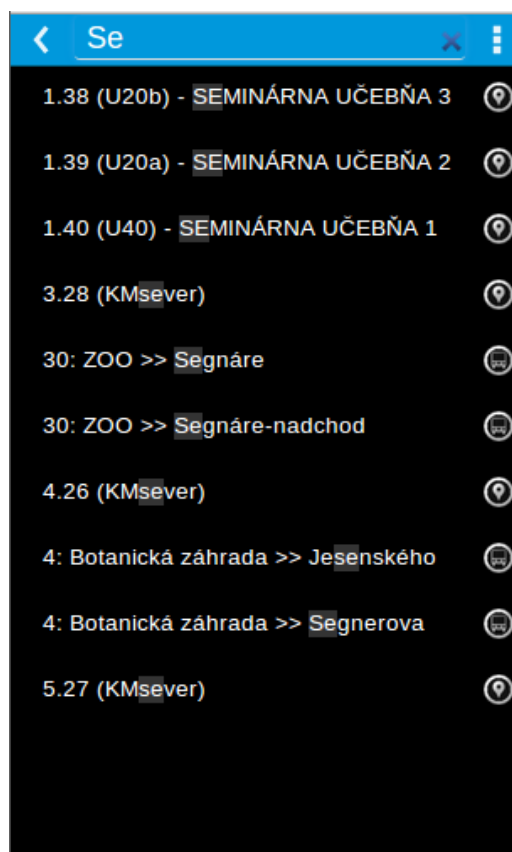 Se
1.38 (U20b) - SEMINÁRNA UČEBŇA 3
1.39 (U20a) - SEMINÁRNA UČEBŇA 2
1.40 (U40) - SEMINÁRNA UČEBŇA 1
3.28 (KMsever)
30: ZOO >> Segnáre
30: ZOO >> Segnáre-nadchod
4.26 (KMsever)
4: Botanická záhrada >> Jesenského
4: Botanická záhrada >> Segnerova
5.27 (KMsever)